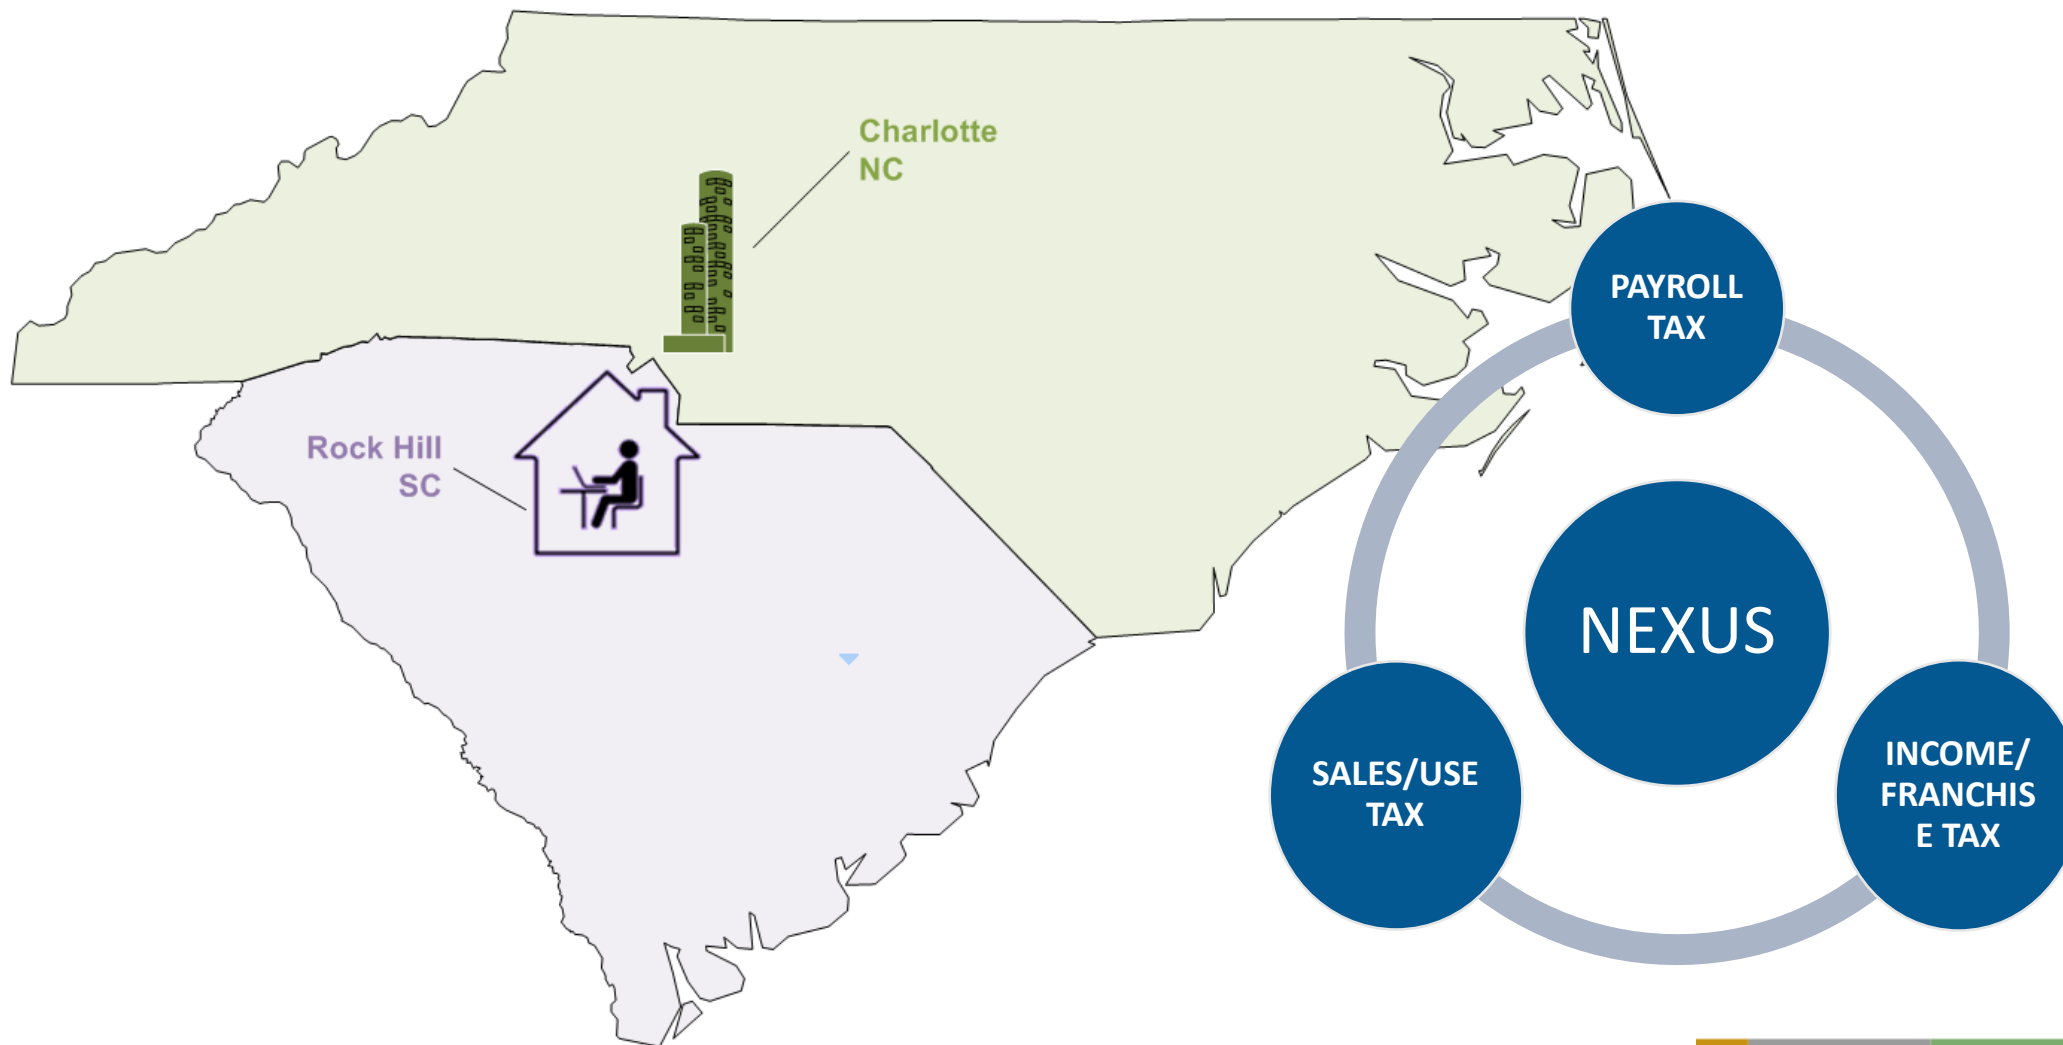 Charlotte
NC
Rock Hill
SC
PAYROLL
TAX
NEXUS
SALES/USE
TAX
INCOME/
FRANCHIS
E TAX